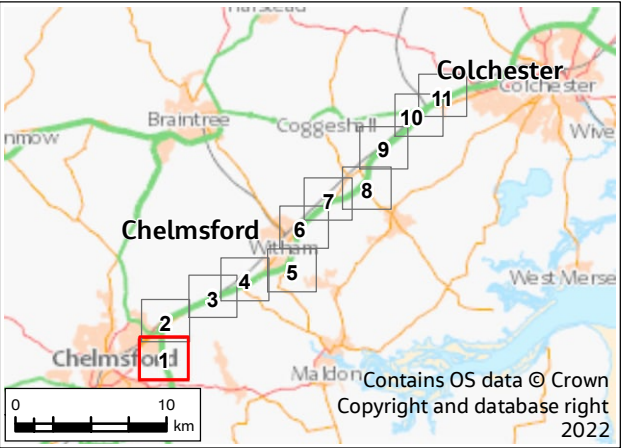 Halstead
Colchester
Colchester
11
10
Braintree
Coggeshall
nmow
Wive
9
8
7
Chelmsford
6
Witham
5
4
West Merse
3
2
Chelmsford
1
Maldon
Contains OS data © Crown
Copyright and database right
2022
0 10
km